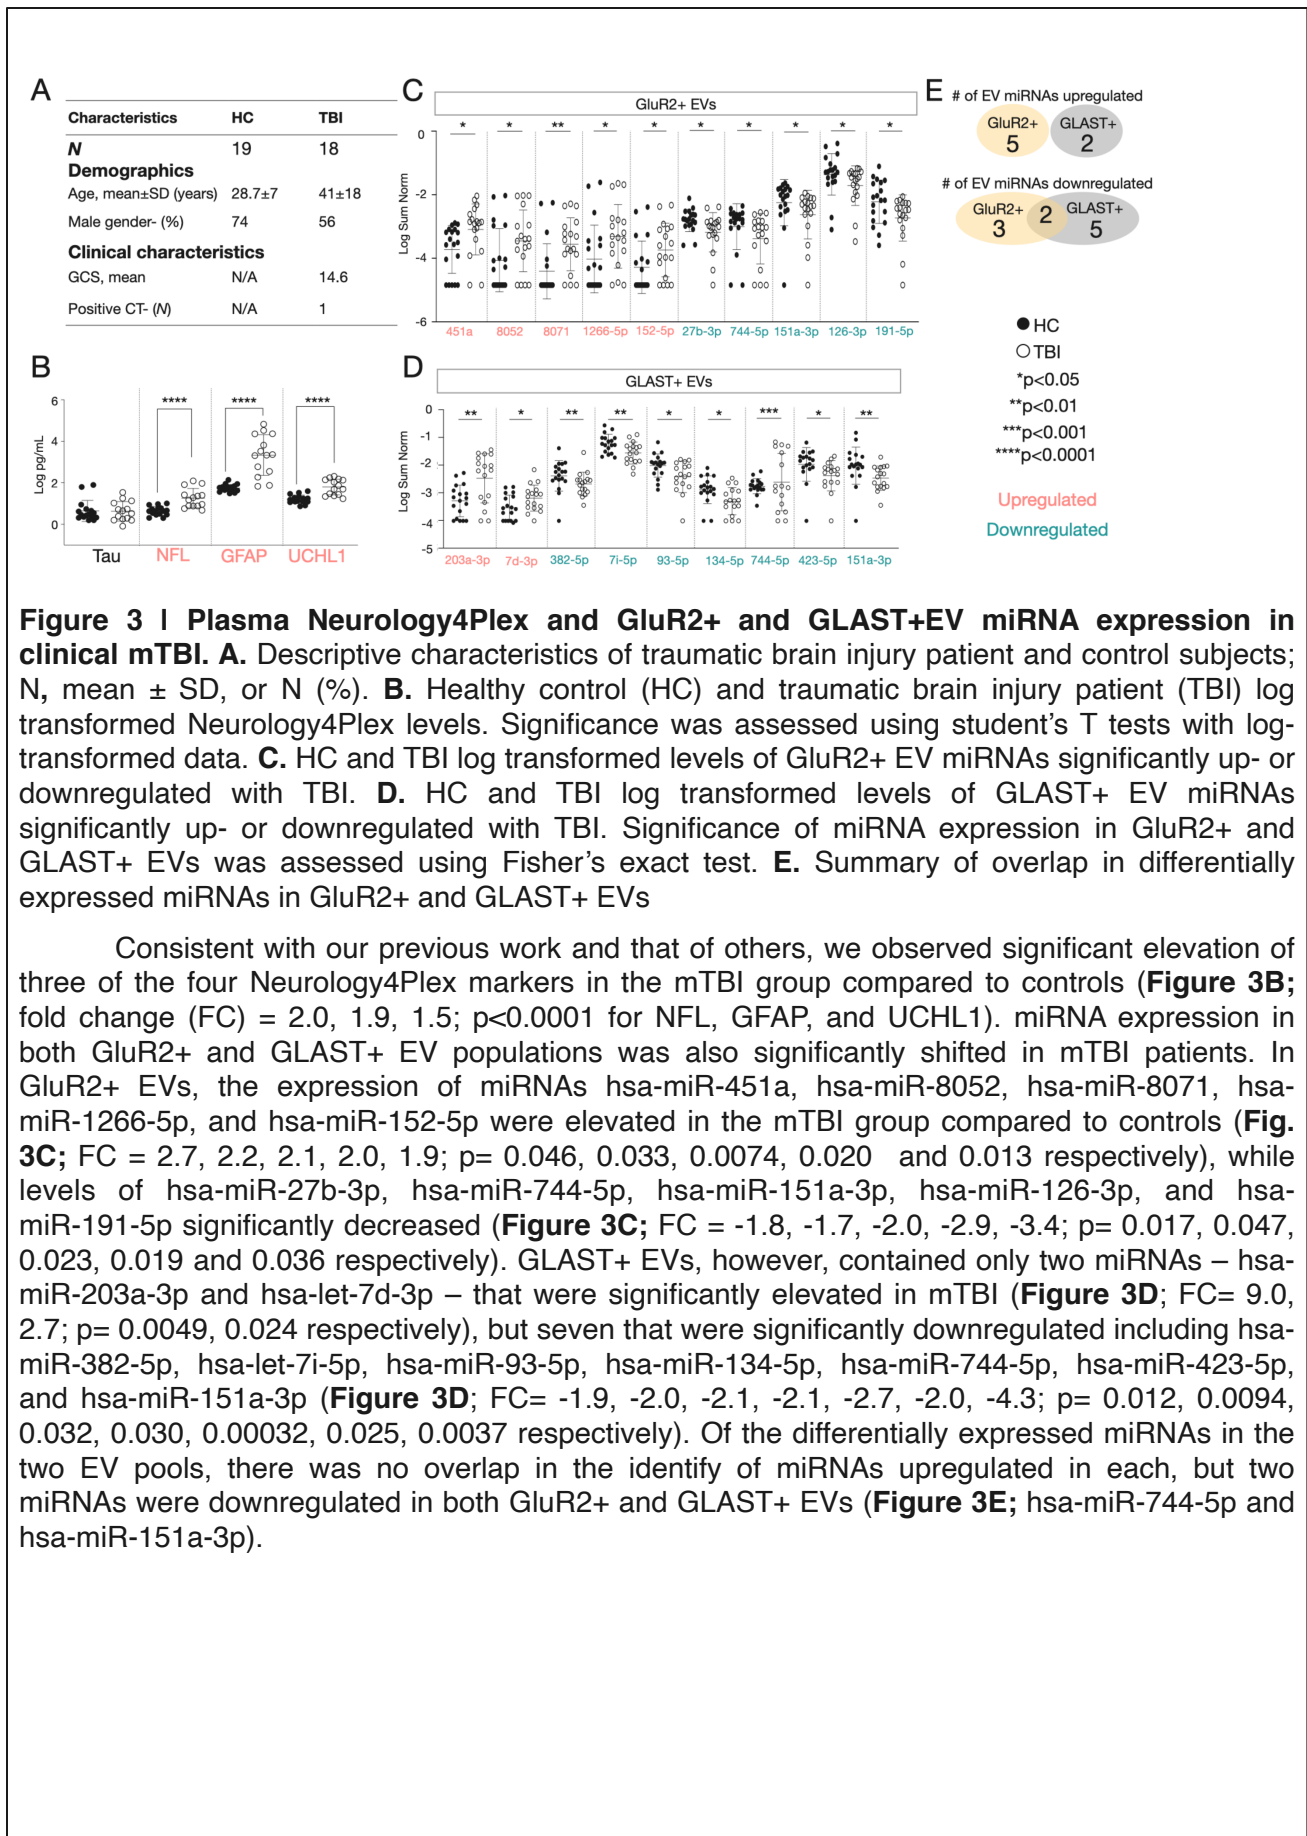 A
Characteristics HC TBI
N 19 18
Demographics
Age, mean±SD (years) 28.7±7 41±18
Male gender- (%) 74 56
Clinical characteristics
GCS, mean N/A 14.6
Positive CT- (N) N/A 1
B
Log pg/mL
6
4
2
0
**** **** ****
Tau NFL GFAP UCHL1
C
GluR2+ EVs
Log Sum Norm
0
-2
-4
-6
* * ** * * * * * * *
451a 8052 8071 1266-5p 152-5p 27b-3p 744-5p 151a-3p 126-3p 191-5p
D
GLAST+ EVs
Log Sum Norm
0
-1
-2
-3
-4
-5
** * ** ** * * *** * **
203a-3p 7d-3p 382-5p 7i-5p 93-5p 134-5p 744-5p 423-5p 151a-3p
E
# of EV miRNAs upregulated
GluR2+ GLAST+
5 2
# of EV miRNAs downregulated
GluR2+ GLAST+
3 2 5
HC
TBI
*p<0.05
**p<0.01
***p<0.001
****p<0.0001
Upregulated
Downregulated
Figure 3 | Plasma Neurology4Plex and GluR2+ and GLAST+EV miRNA expression in
clinical mTBI. A. Descriptive characteristics of traumatic brain injury patient and control subjects;
N, mean ± SD, or N (%). B. Healthy control (HC) and traumatic brain injury patient (TBI) log
transformed Neurology4Plex levels. Significance was assessed using student's T tests with log-
transformed data. C. HC and TBI log transformed levels of GluR2+ EV miRNAs significantly up- or
downregulated with TBI. D. HC and TBI log transformed levels of GLAST+ EV miRNAs
significantly up- or downregulated with TBI. Significance of miRNA expression in GluR2+ and
GLAST+ EVs was assessed using Fisher's exact test. E. Summary of overlap in differentially
expressed miRNAs in GluR2+ and GLAST+ EVs
Consistent with our previous work and that of others, we observed significant elevation of
three of the four Neurology4Plex markers in the mTBI group compared to controls (Figure 3B;
fold change (FC) = 2.0, 1.9, 1.5; p<0.0001 for NFL, GFAP, and UCHL1). miRNA expression in
both GluR2+ and GLAST+ EV populations was also significantly shifted in mTBI patients. In
GluR2+ EVs, the expression of miRNAs hsa-miR-451a, hsa-miR-8052, hsa-miR-8071, hsa-
miR-1266-5p, and hsa-miR-152-5p were elevated in the mTBI group compared to controls (Fig.
3C; FC = 2.7, 2.2, 2.1, 2.0, 1.9; p= 0.046, 0.033, 0.0074, 0.020 and 0.013 respectively), while
levels of hsa-miR-27b-3p, hsa-miR-744-5p, hsa-miR-151a-3p, hsa-miR-126-3p, and hsa-
miR-191-5p significantly decreased (Figure 3C; FC = -1.8, -1.7, -2.0, -2.9, -3.4; p= 0.017, 0.047,
0.023, 0.019 and 0.036 respectively). GLAST+ EVs, however, contained only two miRNAs – hsa-
miR-203a-3p and hsa-let-7d-3p – that were significantly elevated in mTBI (Figure 3D; FC= 9.0,
2.7; p= 0.0049, 0.024 respectively), but seven that were significantly downregulated including hsa-
miR-382-5p, hsa-let-7i-5p, hsa-miR-93-5p, hsa-miR-134-5p, hsa-miR-744-5p, hsa-miR-423-5p,
and hsa-miR-151a-3p (Figure 3D; FC= -1.9, -2.0, -2.1, -2.1, -2.7, -2.0, -4.3; p= 0.012, 0.0094,
0.032, 0.030, 0.00032, 0.025, 0.0037 respectively). Of the differentially expressed miRNAs in the
two EV pools, there was no overlap in the identify of miRNAs upregulated in each, but two
miRNAs were downregulated in both GluR2+ and GLAST+ EVs (Figure 3E; hsa-miR-744-5p and
hsa-miR-151a-3p).